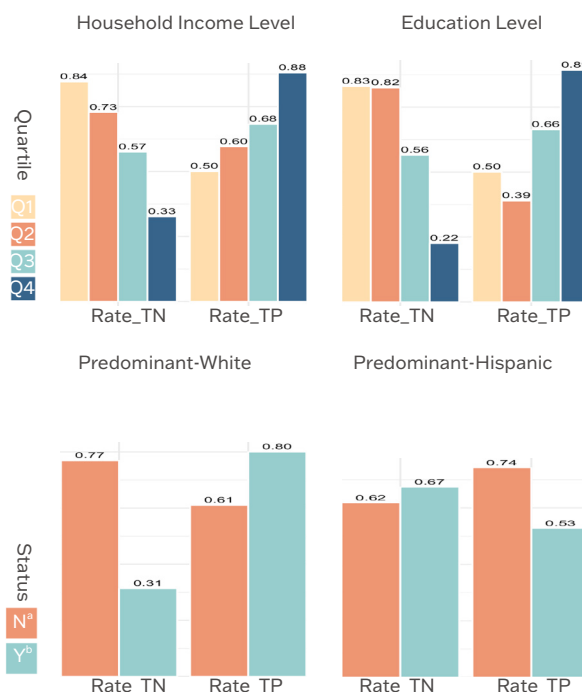 Household Income Level
Education Level
Quartile
Q1
Q2
Q3
Q4
0.84
0.73
0.57
0.33
0.50
0.60
0.68
0.88
Rate_TN
Rate_TP
0.83
0.82
0.56
0.22
0.50
0.39
0.66
Rate_TN
Rate_TP
Predominant-White
Predominant-Hispanic
Status
Nᵃ
Yᵇ
0.77
0.31
0.61
0.80
Rate_TN
Rate_TP
0.62
0.67
0.74
0.53
Rate_TN
Rate_TP